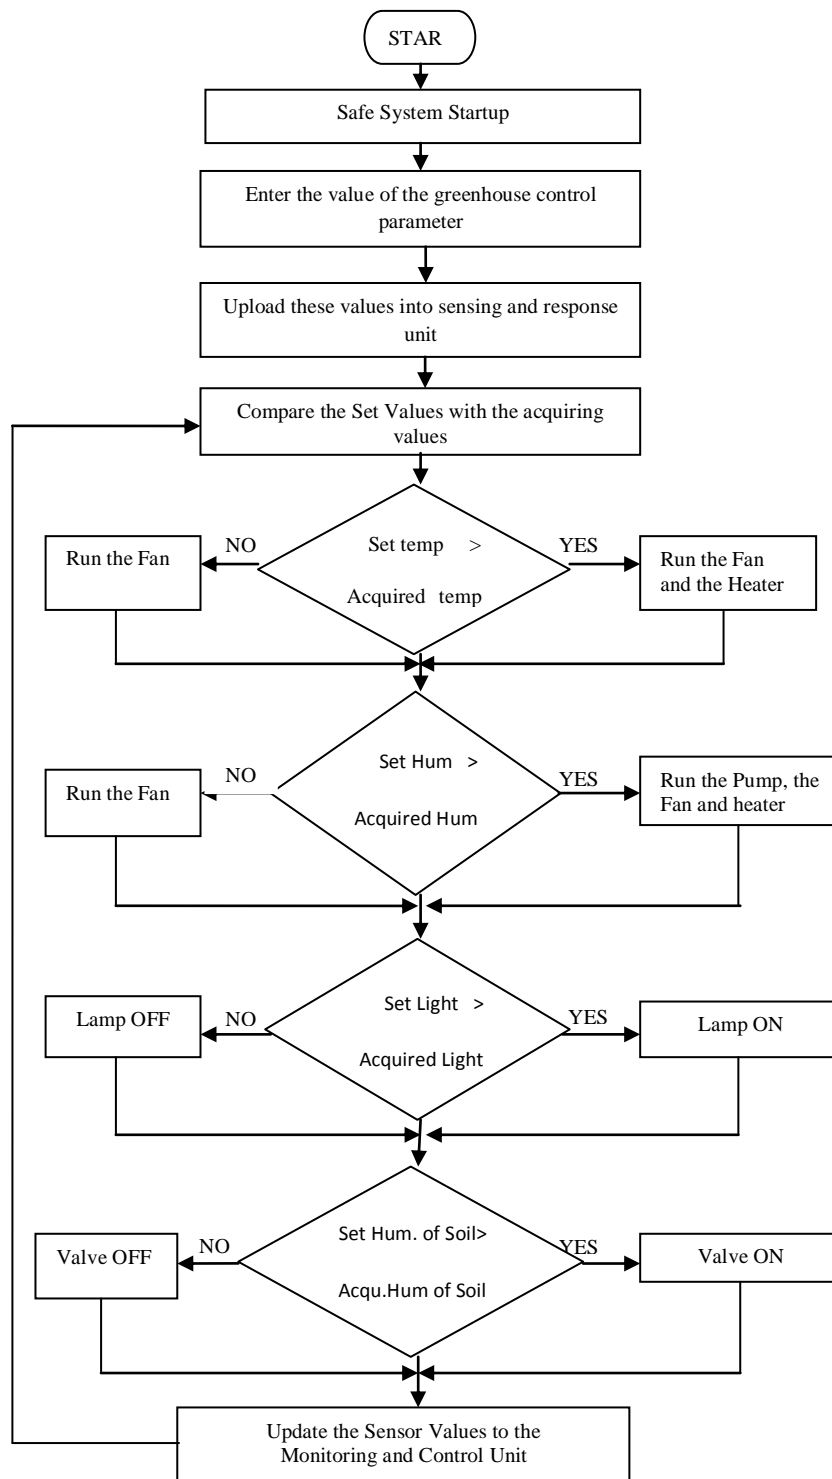 STAR
Safe System Startup
Enter the value of the greenhouse control
parameter
Upload these values into sensing and response
unit
Compare the Set Values with the acquiring
values
Set temp >
Acquired temp
NO
Run the Fan
YES
Run the Fan
and the Heater
Set Hum >
Acquired Hum
NO
Run the Fan
YES
Run the Pump, the
Fan and heater
Set Light >
Acquired Light
NO
Lamp OFF
YES
Lamp ON
Set Hum. of Soil>
Acqu.Hum of Soil
NO
Valve OFF
YES
Valve ON
Update the Sensor Values to the
Monitoring and Control Unit